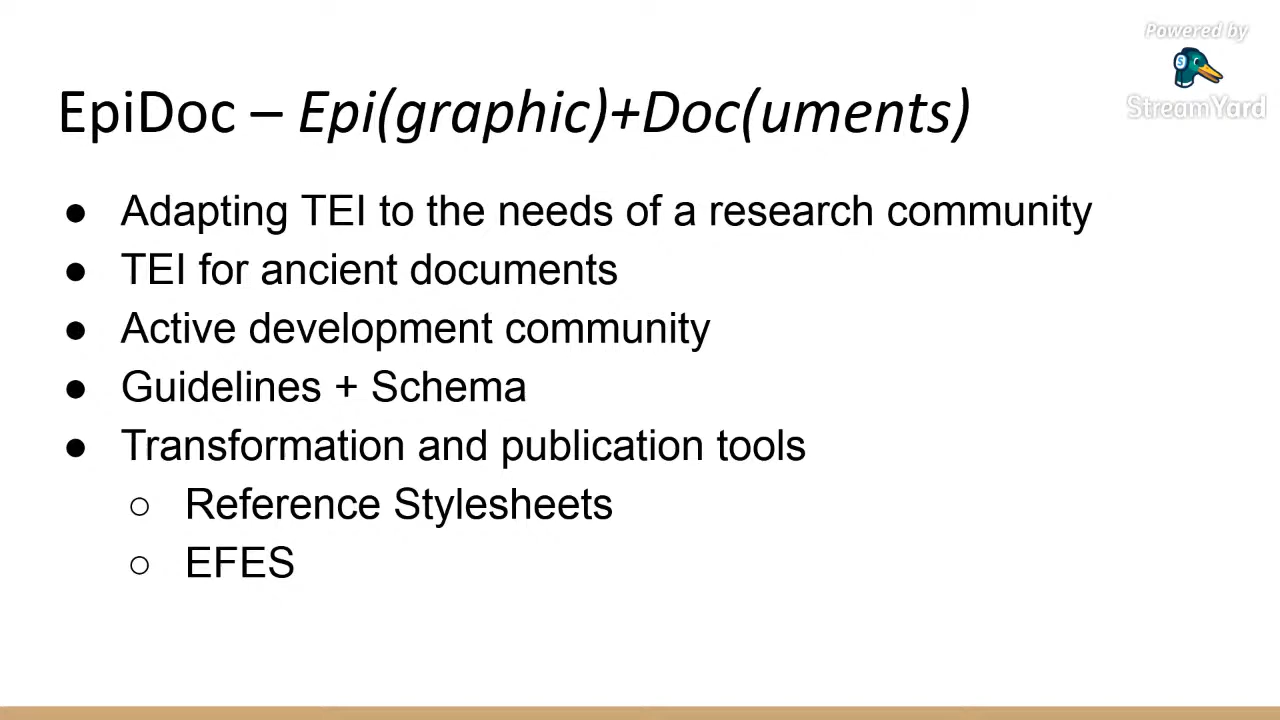 Powered by
StreamYard
EpiDoc – Epi(graphic)+Doc(uments)
● Adapting TEI to the needs of a research community
● TEI for ancient documents
● Active development community
● Guidelines + Schema
● Transformation and publication tools
○ Reference Stylesheets
○ EFES